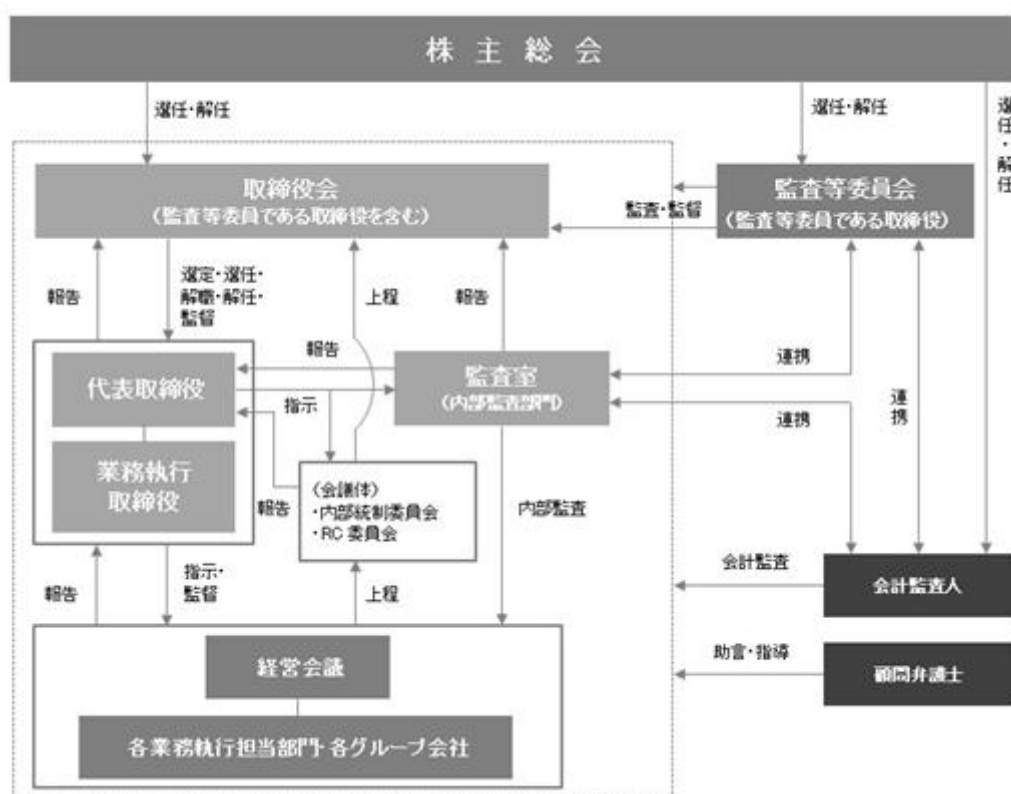 株主総会
選任・解任
選任・解任
選任・解任
取締役会
(監査等委員である取締役を含む)
監査等委員会
(監査等委員である取締役)
監査・監督
報告
選定・選任・
解職・解任・
監督
上程
報告
報告
代表取締役
監査室
(内部監査部門)
連携
指示
連携
連携
業務執行
取締役
報告
(会議体)
・内部統制委員会
・RC 委員会
内部監査
報告
指示・
監督
上程
会計監査
会計監査人
経営会議
助言・指導
顧問弁護士
各業務執行担当部門・各グループ会社